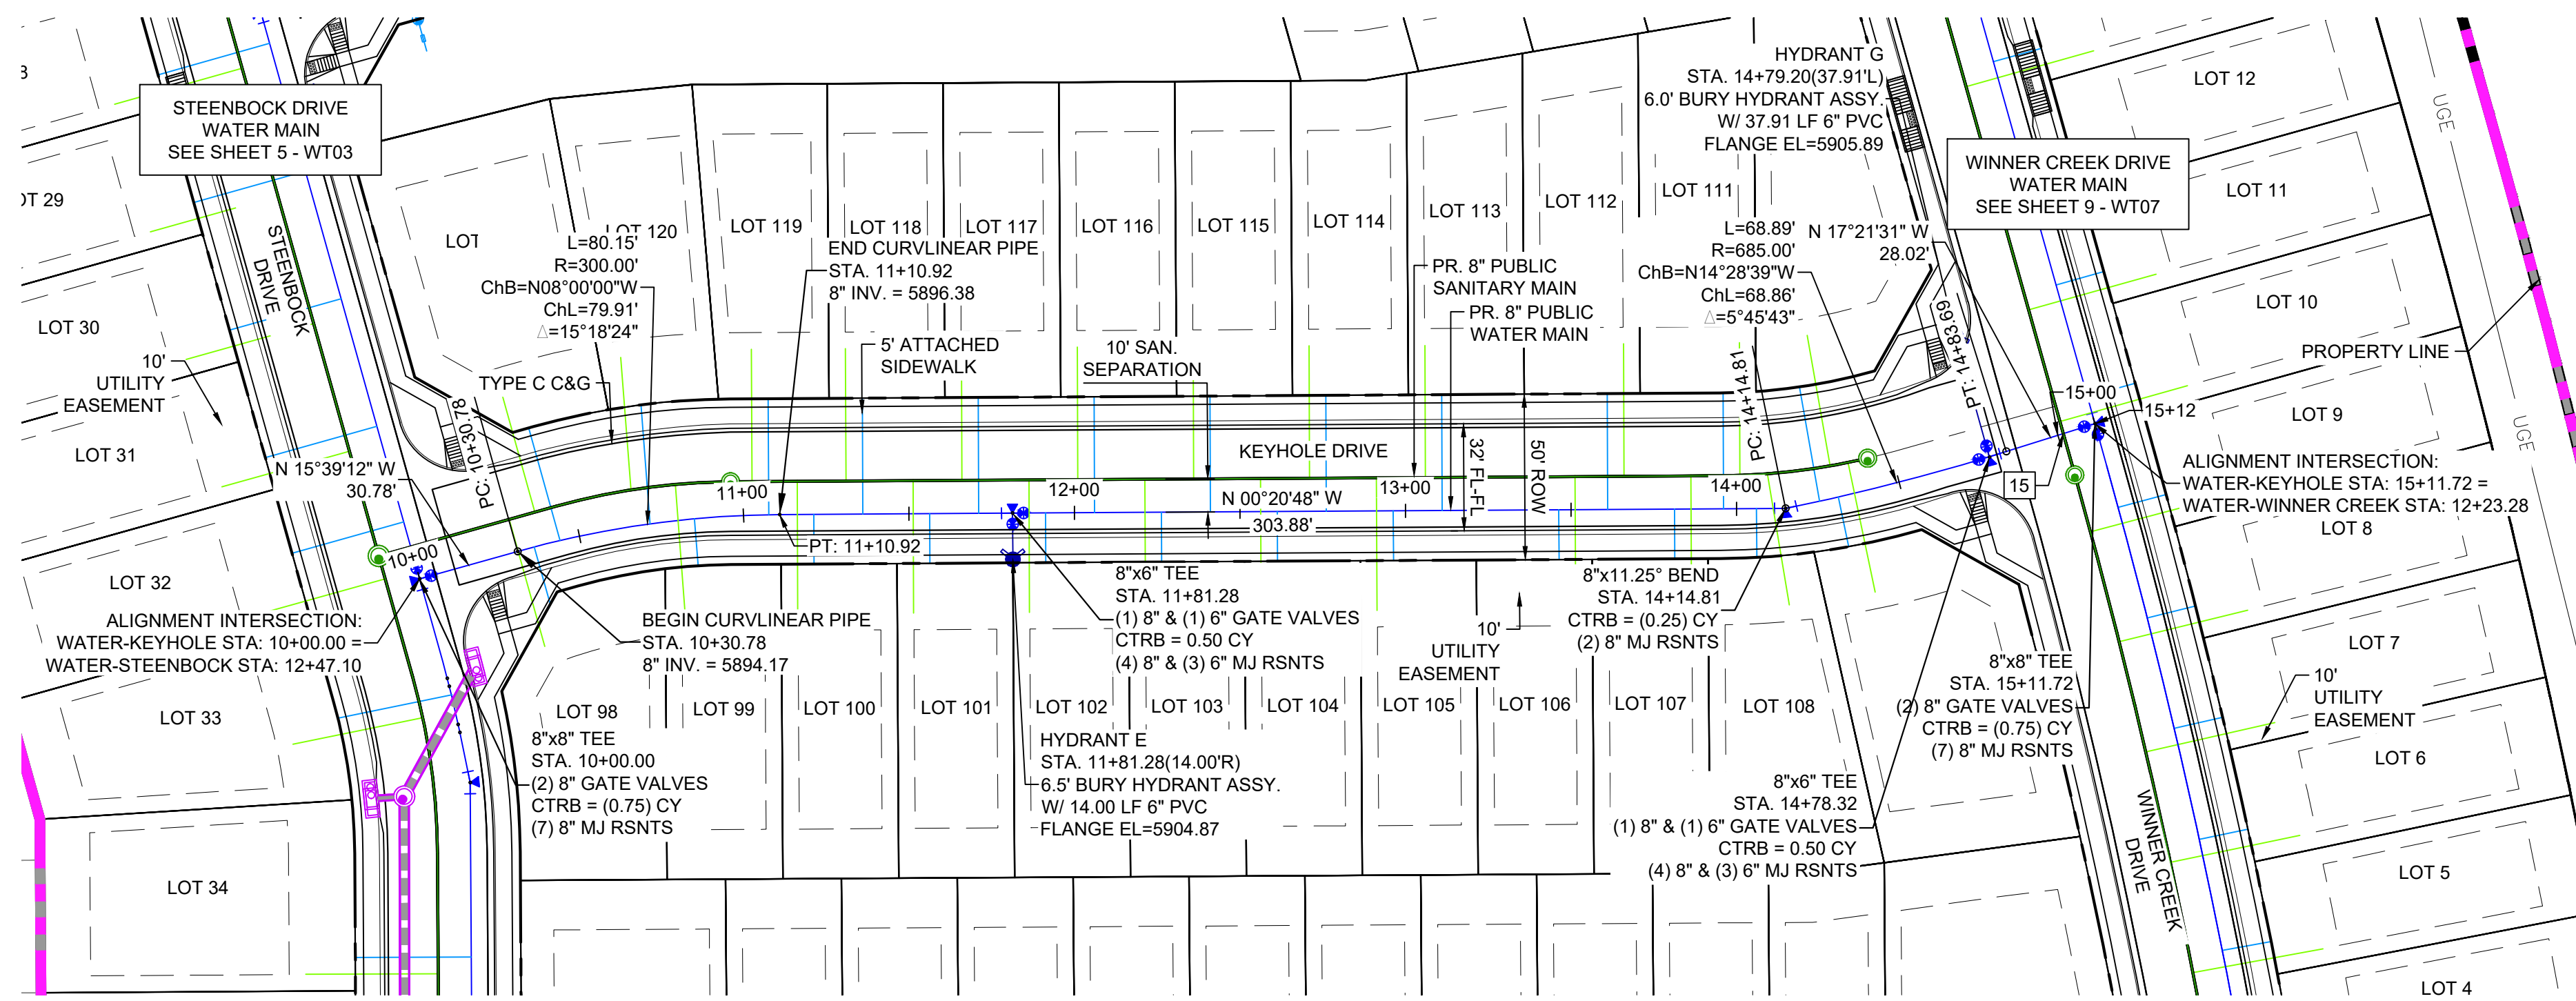 STEENBOCK DRIVE
WATER MAIN
SEE SHEET 5 - WT03
HYDRANT G
STA. 14+79.20(37.91'L)
6.0' BURY HYDRANT ASSY.
W/ 37.91 LF 6" PVC
FLANGE EL=5905.89
WINNER CREEK DRIVE
WATER MAIN
SEE SHEET 9 - WT07
LOT 12
UGE
LOT 11
LOT 10
PROPERTY LINE
LOT 9
UGE
3
OT 29
LOT 30
10'
UTILITY
EASEMENT
LOT 31
STEENBOCK
DRIVE
LOT
LOT 120
LOT 119
LOT 118
LOT 117
LOT 116
LOT 115
LOT 114
LOT 113
LOT 112
LOT 111
L=80.15'
R=300.00'
ChB=N08°00'00"W
ChL=79.91'
△=15°18'24"
END CURVLINEAR PIPE
STA. 11+10.92
8" INV. = 5896.38
5' ATTACHED
SIDEWALK
10' SAN.
SEPARATION
PR. 8" PUBLIC
SANITARY MAIN
PR. 8" PUBLIC
WATER MAIN
L=68.89'
R=685.00'
ChB=N14°28'39"W
ChL=68.86'
△=5°45'43"
N 17°21'31" W
28.02'
TYPE C C&G
PC: 10+30.78
N 15°39'12" W
30.78'
10+00
11+00
12+00
13+00
14+00
15+00
15+12
15
KEYHOLE DRIVE
N 00°20'48" W
303.88'
32' FL-FL
50' ROW
PT: 11+10.92
PC: 14+14.81
PT: 14+83.69
ALIGNMENT INTERSECTION:
WATER-KEYHOLE STA: 15+11.72 =
WATER-WINNER CREEK STA: 12+23.28
LOT 8
LOT 32
ALIGNMENT INTERSECTION:
WATER-KEYHOLE STA: 10+00.00 =
WATER-STEENBOCK STA: 12+47.10
LOT 33
LOT 34
BEGIN CURVLINEAR PIPE
STA. 10+30.78
8" INV. = 5894.17
8"x6" TEE
STA. 11+81.28
(1) 8" & (1) 6" GATE VALVES
CTRB = 0.50 CY
(4) 8" & (3) 6" MJ RSNTS
10'
UTILITY
EASEMENT
8"x11.25° BEND
STA. 14+14.81
CTRB = (0.25) CY
(2) 8" MJ RSNTS
8"x8" TEE
STA. 15+11.72
(2) 8" GATE VALVES
CTRB = (0.75) CY
(7) 8" MJ RSNTS
LOT 98
LOT 99
LOT 100
LOT 101
LOT 102
LOT 103
LOT 104
LOT 105
LOT 106
LOT 107
LOT 108
8"x8" TEE
STA. 10+00.00
(2) 8" GATE VALVES
CTRB = (0.75) CY
(7) 8" MJ RSNTS
HYDRANT E
STA. 11+81.28(14.00'R)
6.5' BURY HYDRANT ASSY.
W/ 14.00 LF 6" PVC
FLANGE EL=5904.87
8"x6" TEE
STA. 14+78.32
(1) 8" & (1) 6" GATE VALVES
CTRB = 0.50 CY
(4) 8" & (3) 6" MJ RSNTS
WINNER CREEK
DRIVE
LOT 7
10'
UTILITY
EASEMENT
LOT 6
LOT 5
LOT 4